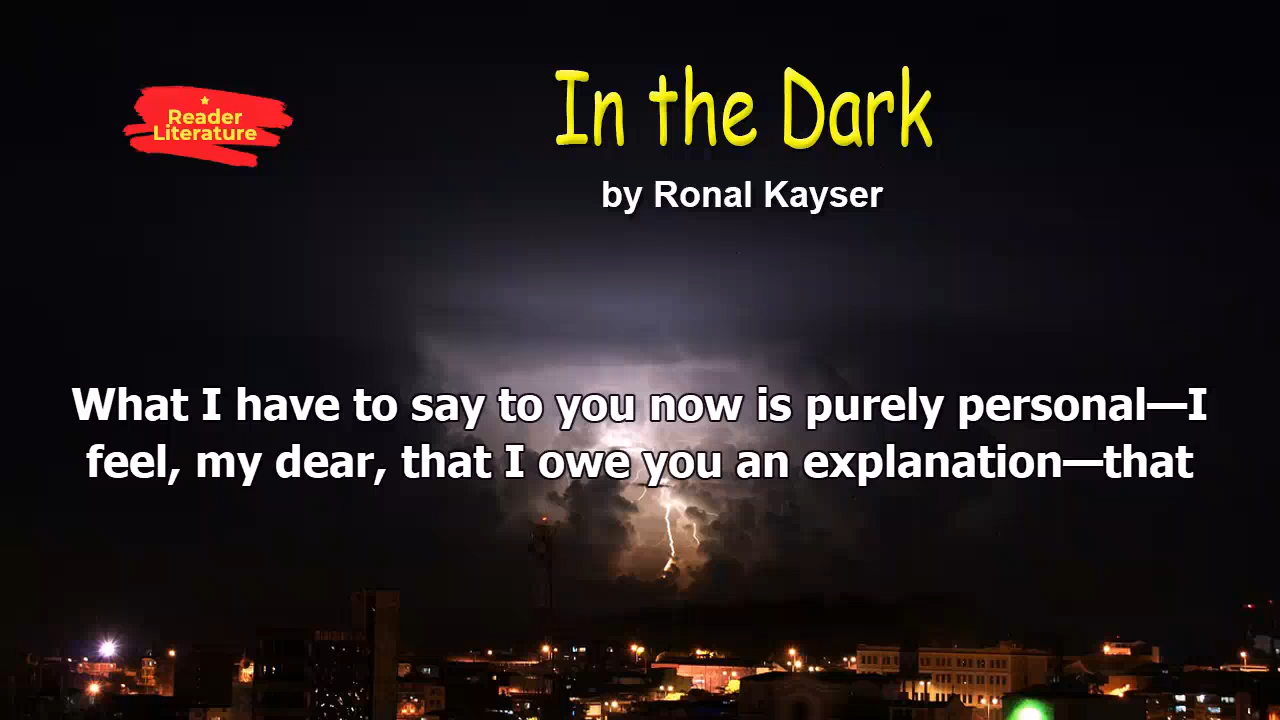 Reader
Literature
In the Dark
by Ronal Kayser
What I have to say to you now is purely personal—I
feel, my dear, that I owe you an explanation—that